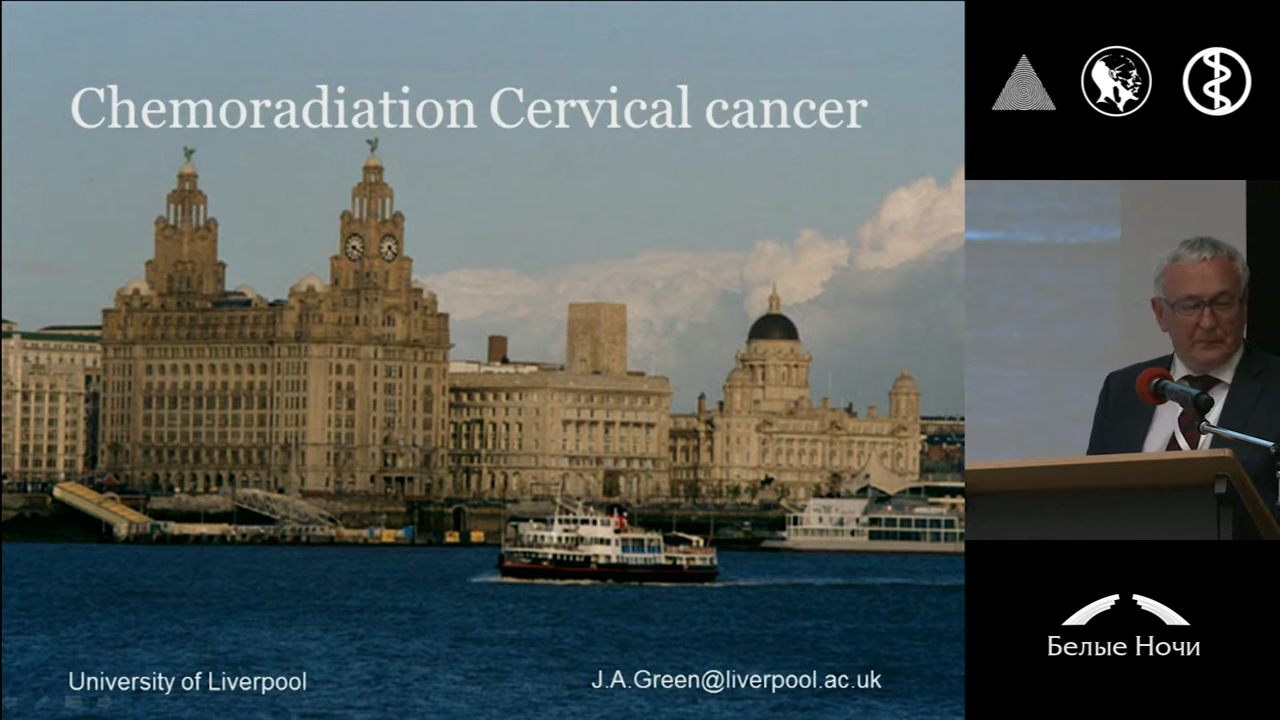 Chemoradiation Cervical cancer
University of Liverpool
J.A.Green@liverpool.ac.uk
Белые Ночи